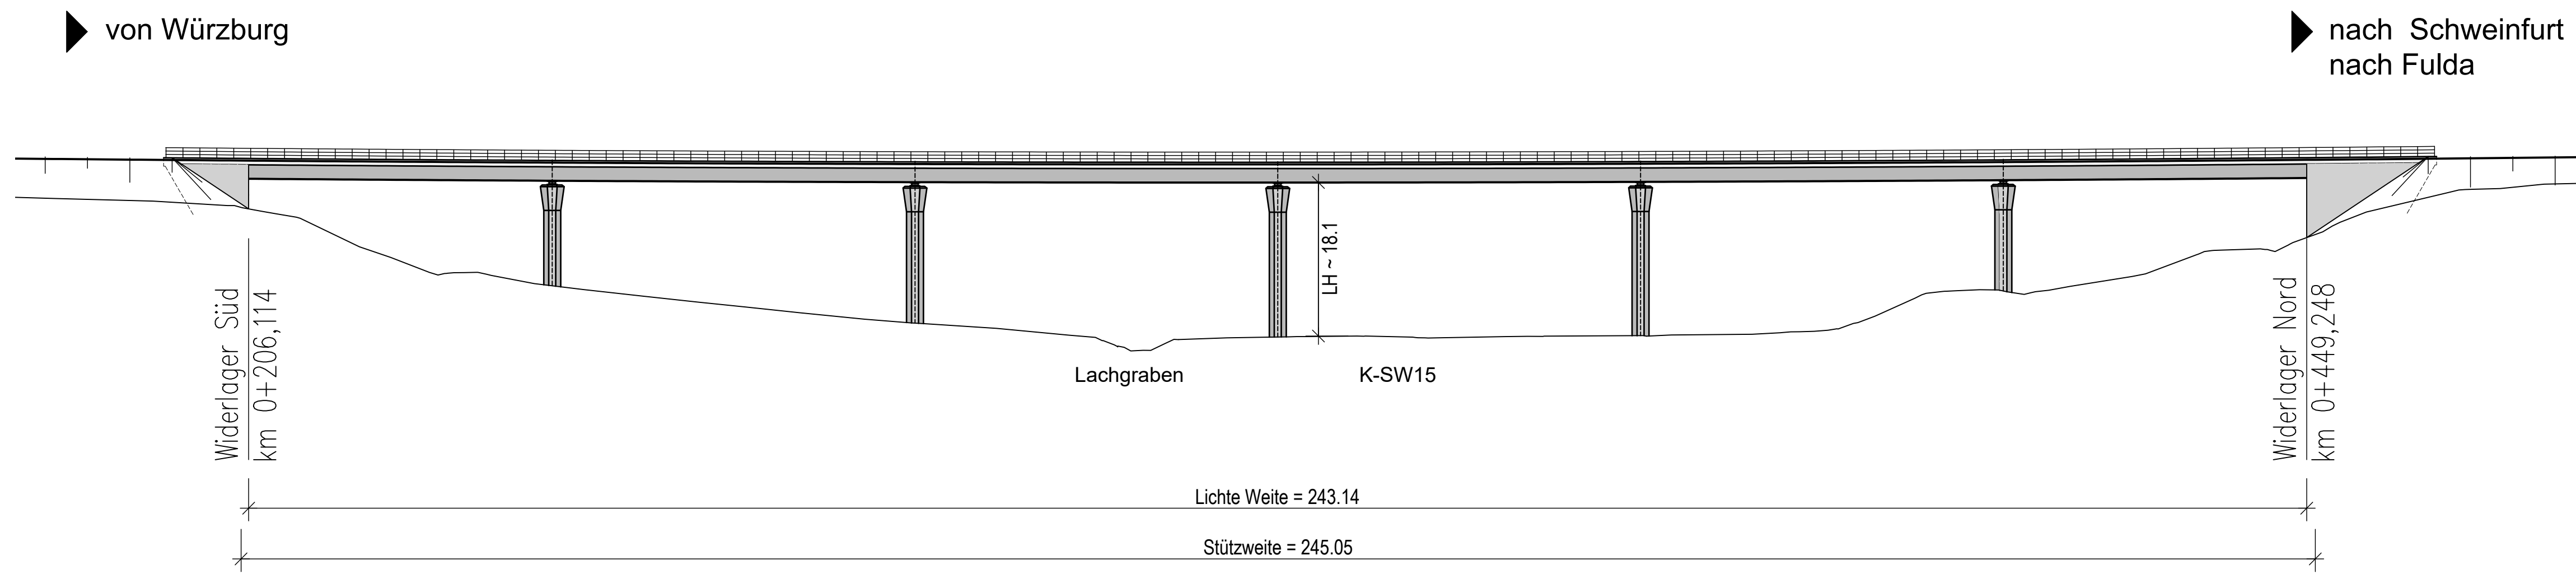 von Würzburg
nach Schweinfurt
nach Fulda
LH ~ 18.1
Lachgraben
K-SW15
Widerlager Süd
km 0+206,114
Widerlager Nord
km 0+449,248
Lichte Weite = 243.14
Stützweite = 245.05